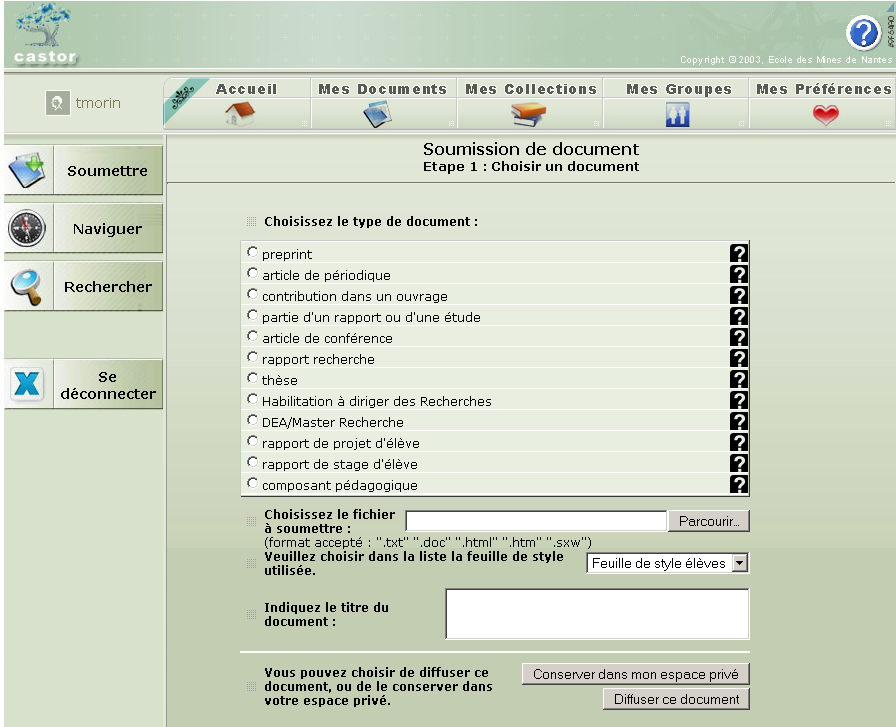 castor
Copyright @2003, Ecole des Mines de Nantes
tmorin
Accueil
Mes Documents
Mes Collections
Mes Groupes
Mes Préférences
Soumettre
Naviguer
Rechercher
Se
déconnecter
Soumission de document
Etape 1 : Choisir un document
Choisissez le type de document :
preprint
?
article de périodique
?
contribution dans un ouvrage
?
partie d'un rapport ou d'une étude
?
article de conférence
?
rapport recherche
?
thèse
?
Habilitation à diriger des Recherches
?
DEA/Master Recherche
?
rapport de projet d'élève
?
rapport de stage d'élève
?
composant pédagogique
?
Choisissez le fichier
à soumettre :
Parcourir...
(format accepté : ".txt" ".doc" ".html" ".htm" ".sxw")
Veuillez choisir dans la liste la feuille de style
utilisée.
Feuille de style élèves
Indiquez le titre du
document :
Vous pouvez choisir de diffuser ce
document, ou de le conserver dans
votre espace privé.
Conserver dans mon espace privé
Diffuser ce document